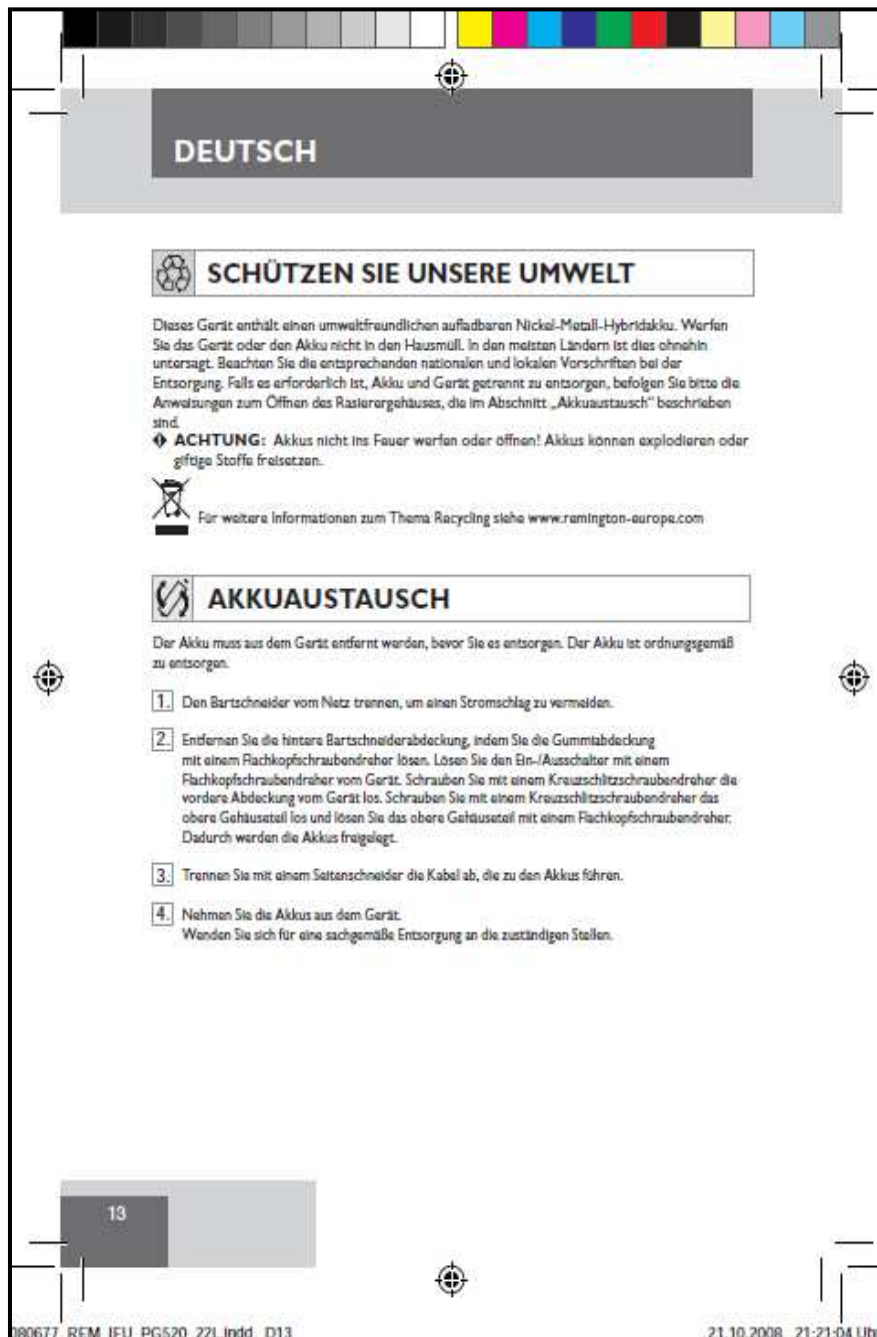 DEUTSCH
SCHÜTZEN SIE UNSERE UMWELT
Dieses Gerät enthält einen umweltfreundlichen aufladbaren Nickel-Metall-Hybridakku. Werfen
Sie das Gerät oder den Akku nicht in den Hausmüll. In den meisten Ländern ist dies ohnehin
untersagt. Beachten Sie die entsprechenden nationalen und lokalen Vorschriften bei der
Entsorgung. Falls es erforderlich ist, Akku und Gerät getrennt zu entsorgen, befolgen Sie bitte die
Anweisungen zum Öffnen des Rasierergehäuses, die im Abschnitt „Akkuaustausch“ beschrieben
sind.
ACHTUNG: Akkus nicht ins Feuer werfen oder öffnen! Akkus können explodieren oder
giftige Stoffe freisetzen.
Für weitere Informationen zum Thema Recycling siehe www.remington-europe.com
AKKUAUSTAUSCH
Der Akku muss aus dem Gerät entfernt werden, bevor Sie es entsorgen. Der Akku ist ordnungsgemäß
zu entsorgen.
1. Den Bartschneider vom Netz trennen, um einen Stromschlag zu vermeiden.
2. Entfernen Sie die hintere Bartschneiderabdeckung, indem Sie die Gummiabdeckung
mit einem Flachkopfschraubendreher lösen. Lösen Sie den Ein-/Ausschalter mit einem
Flachkopfschraubendreher vom Gerät. Schrauben Sie mit einem Kreuzschlitzschraubendreher die
vordere Abdeckung vom Gerät los. Schrauben Sie mit einem Kreuzschlitzschraubendreher das
obere Gehäuseteil los und lösen Sie das obere Gehäuseteil mit einem Flachkopfschraubendreher.
Dadurch werden die Akkus freigelegt.
3. Trennen Sie mit einem Seitenschneider die Kabel ab, die zu den Akkus führen.
4. Nehmen Sie die Akkus aus dem Gerät.
Wenden Sie sich für eine sachgemäße Entsorgung an die zuständigen Stellen.
13
080677_REM_IFU_PG520_22L.indd D13
21.10.2008 21:21:04 Uhr